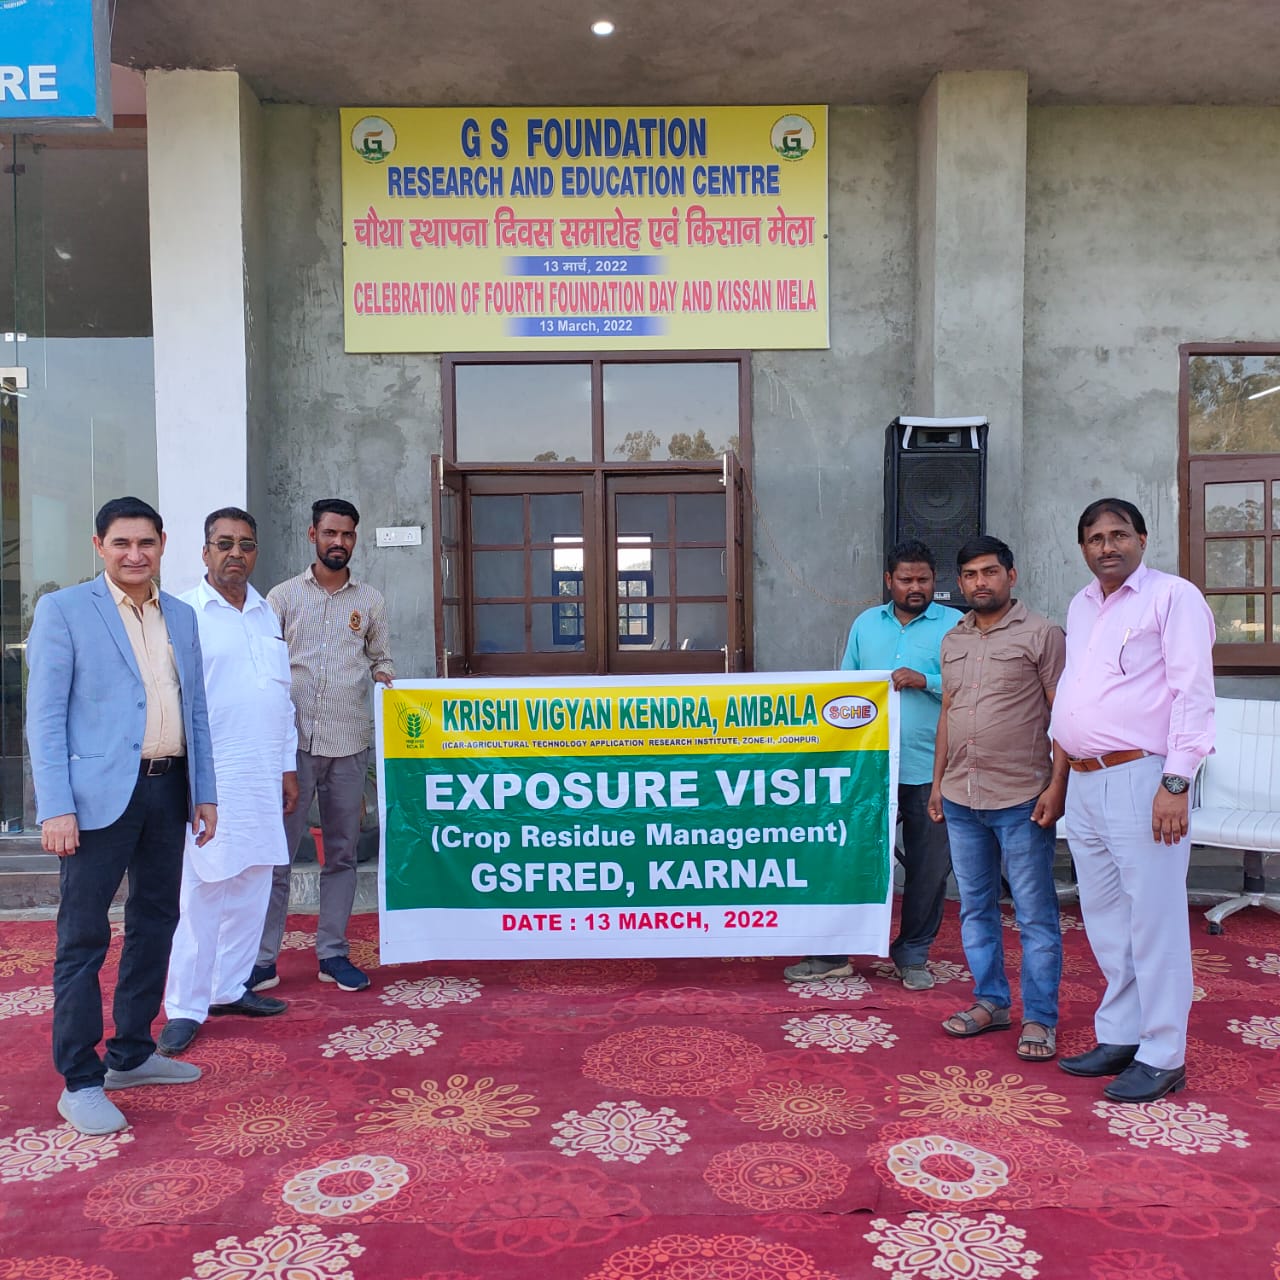 RE
G S FOUNDATION
RESEARCH AND EDUCATION CENTRE
चौथा स्थापना दिवस समारोह एवं किसान मेला
13 मार्च, 2022
CELEBRATION OF FOURTH FOUNDATION DAY AND KISSAN MELA
13 March, 2022
KRISHI VIGYAN KENDRA, AMBALA
SCHE
(ICAR-AGRICULTURAL TECHNOLOGY APPLICATION RESEARCH INSTITUTE, ZONE-II, JODHPUR)
EXPOSURE VISIT
(Crop Residue Management)
GSFRED, KARNAL
DATE : 13 MARCH, 2022